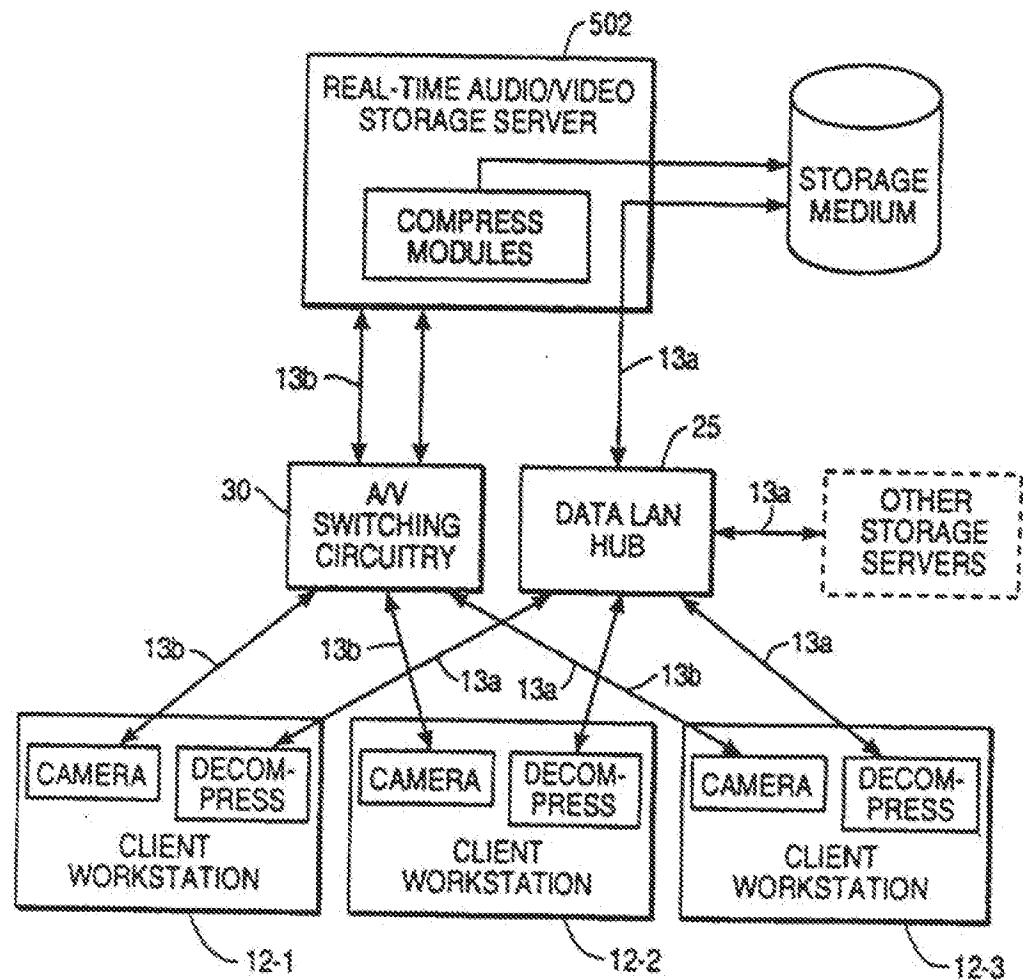 502
REAL-TIME AUDIO/VIDEO
STORAGE SERVER
COMPRESS
MODULES
STORAGE
MEDIUM
13b
13a
25
30
A/V
SWITCHING
CIRCUITRY
DATA LAN
HUB
13a
OTHER
STORAGE
SERVERS
13b
13b
13a
13a
13b
13a
CAMERA
DECOM-
PRESS
CLIENT
WORKSTATION
CAMERA
DECOM-
PRESS
CLIENT
WORKSTATION
CAMERA
DECOM-
PRESS
CLIENT
WORKSTATION
12-1
12-2
12-3